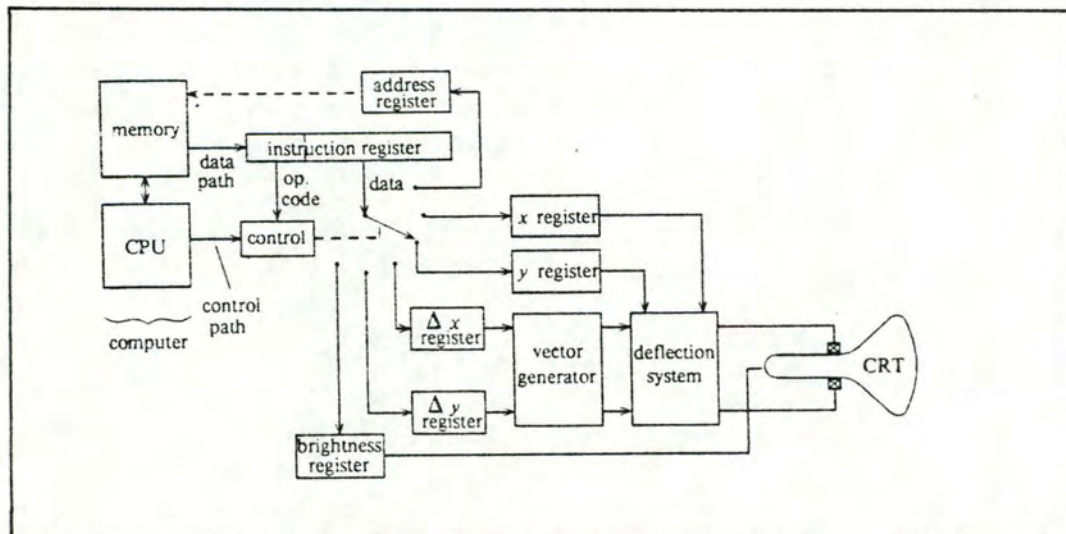 address
register
memory
instruction register
data
path
op.
code
data
x register
CPU
control
y register
control
path
computer
Δ x
register
vector
generator
deflection
system
CRT
Δ y
register
brightness
register